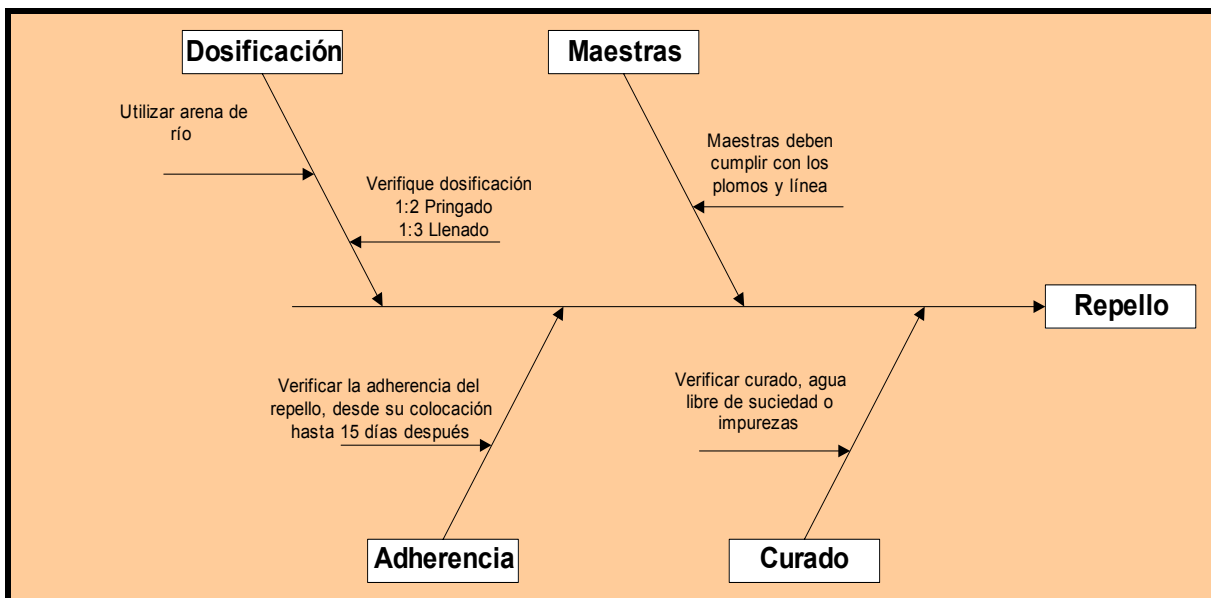 Dosificación
Maestras
Utilizar arena de
río
Verifique dosificación
1:2 Pringado
1:3 Llenado
Maestras deben
cumplir con los
plomos y línea
Repello
Verificar la adherencia del
repello, desde su colocación
hasta 15 días después
Verificar curado, agua
libre de suciedad o
impurezas
Adherencia
Curado